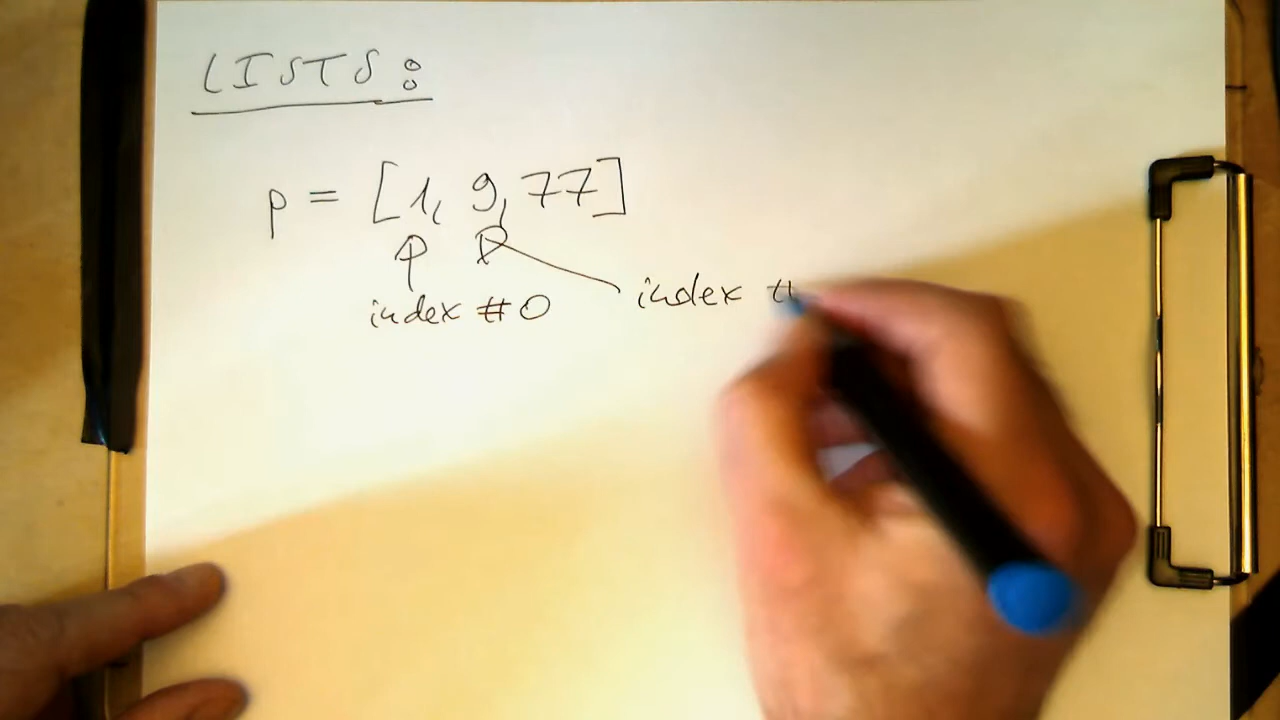 LISTS:
p = [1, 9, 77]
index #0
index #